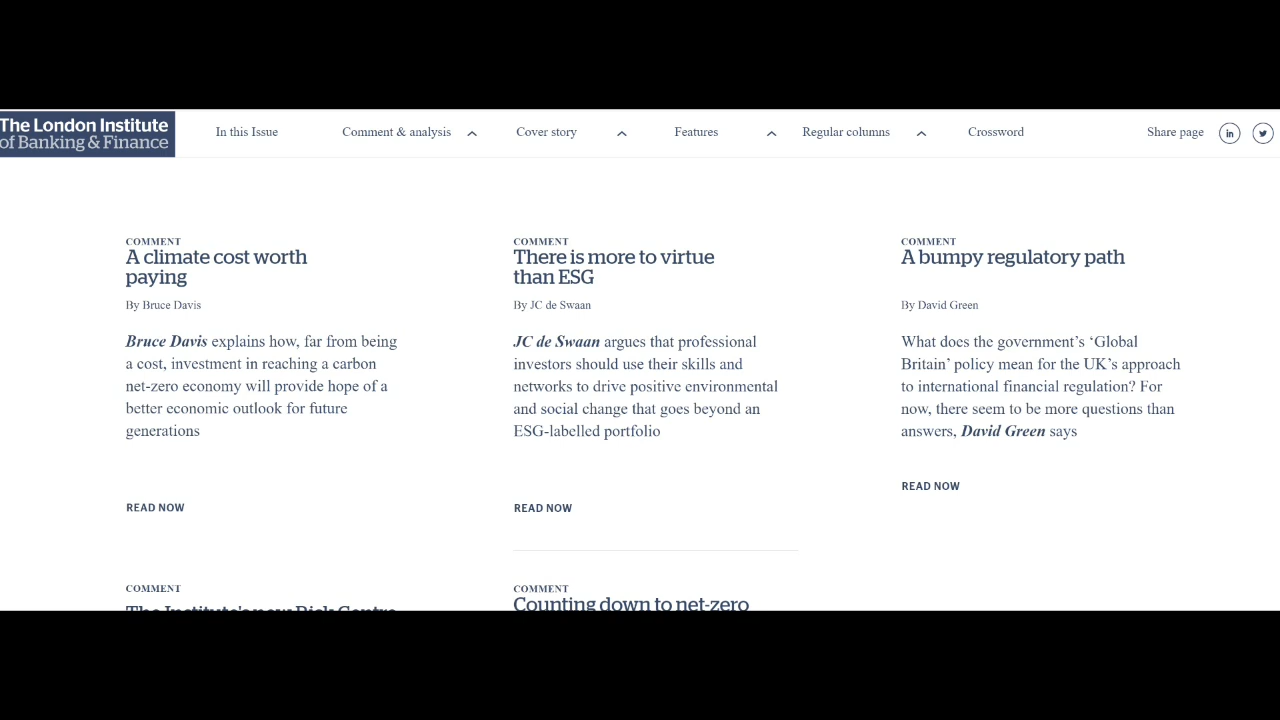 The London Institute
of Banking & Finance
In this Issue
Comment & analysis
Cover story
Features
Regular columns
Crossword
Share page
in
COMMENT
A climate cost worth
paying
By Bruce Davis
Bruce Davis explains how, far from being
a cost, investment in reaching a carbon
net-zero economy will provide hope of a
better economic outlook for future
generations
READ NOW
COMMENT
There is more to virtue
than ESG
By JC de Swaan
JC de Swaan argues that professional
investors should use their skills and
networks to drive positive environmental
and social change that goes beyond an
ESG-labelled portfolio
READ NOW
COMMENT
A bumpy regulatory path
By David Green
What does the government’s ‘Global
Britain’ policy mean for the UK’s approach
to international financial regulation? For
now, there seem to be more questions than
answers, David Green says
READ NOW
COMMENT
The Institute's new Risk Centre
COMMENT
Counting down to net-zero